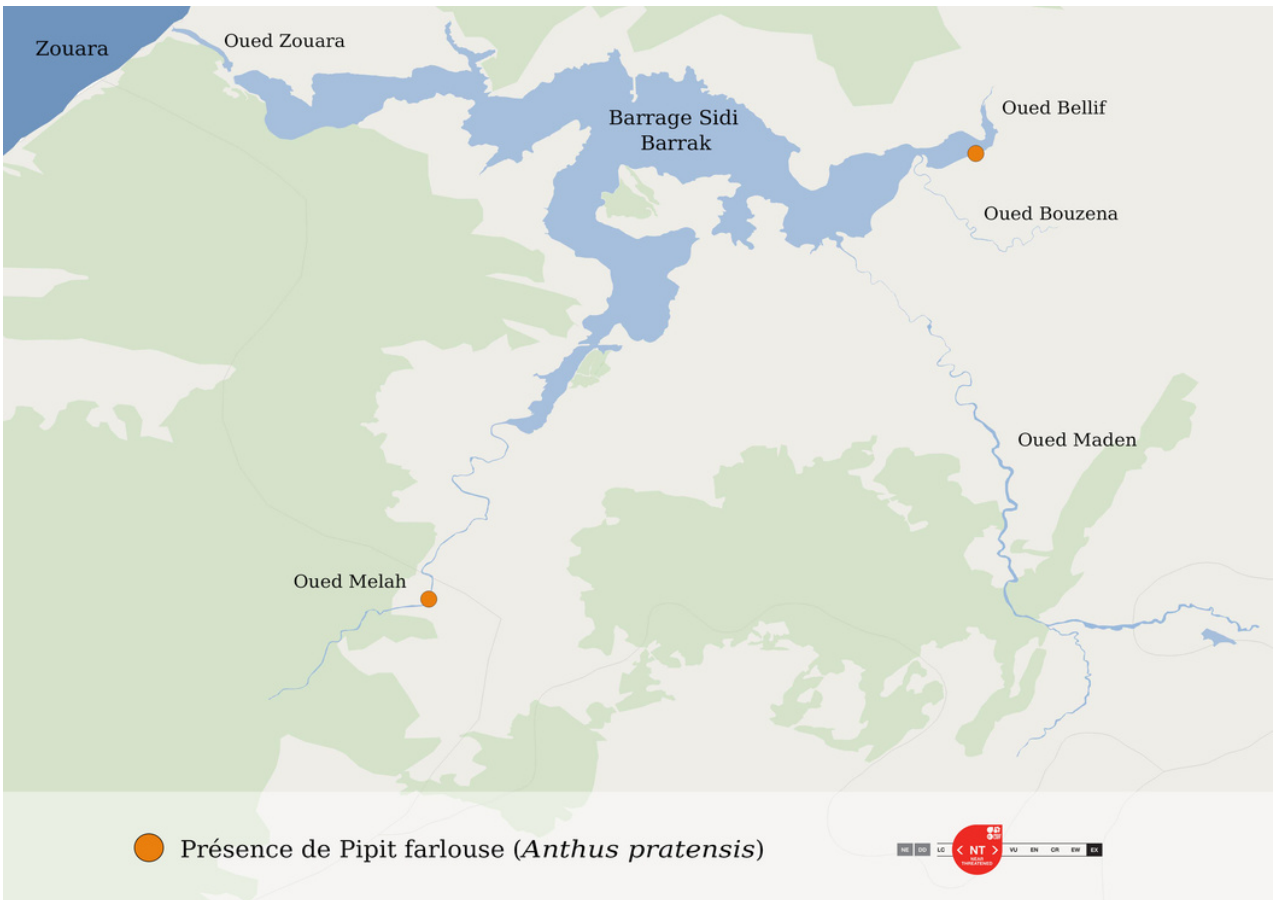 Zouara
Oued Zouara
Barrage Sidi
Barrak
Oued Bellif
Oued Bouzena
Oued Maden
Oued Melah
Présence de Pipit farlouse (Anthus pratensis)
NE DD LC < NT > VU EN CR EW EX
NEAR
THREATENED